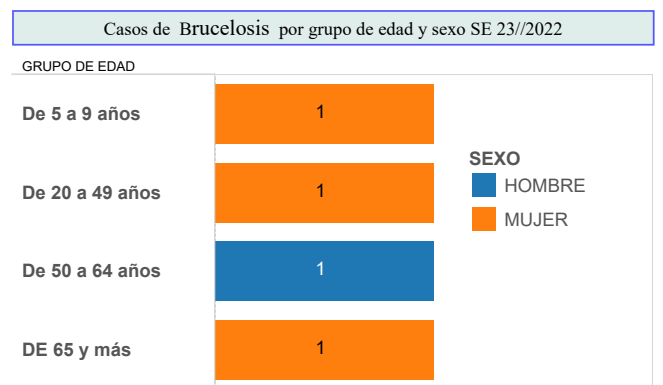 Casos de Brucelosis por grupo de edad y sexo SE 23//2022
GRUPO DE EDAD
De 5 a 9 años
1
De 20 a 49 años
1
De 50 a 64 años
1
DE 65 y más
1
SEXO
HOMBRE
MUJER